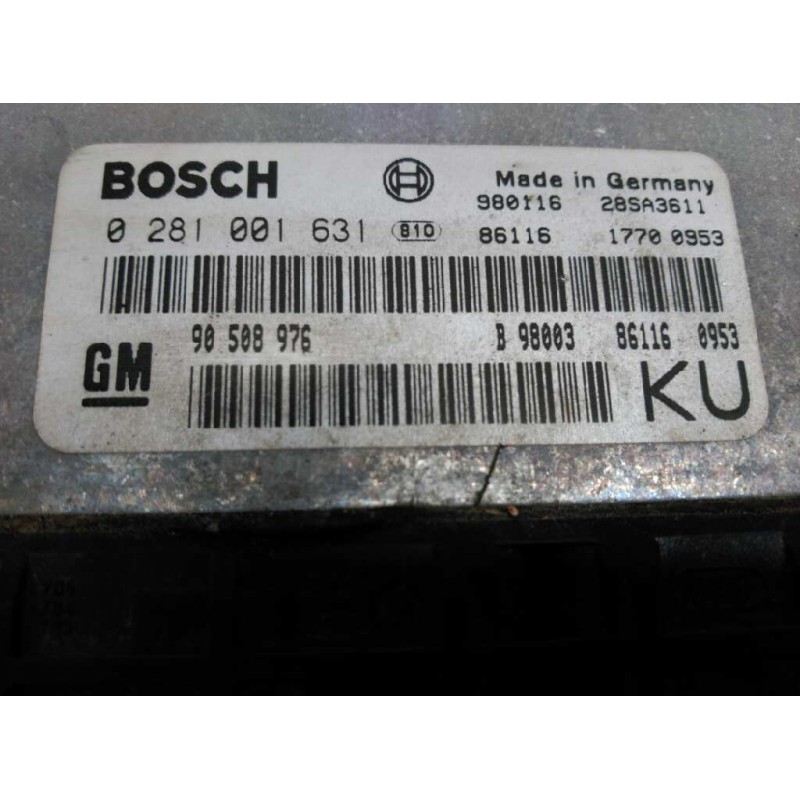 BOSCH
Made in Germany
980116 28SA3611
0 281 001 631 810 86116 1770 0953
90 508 976 B 98003 86116 0953
GM
KU